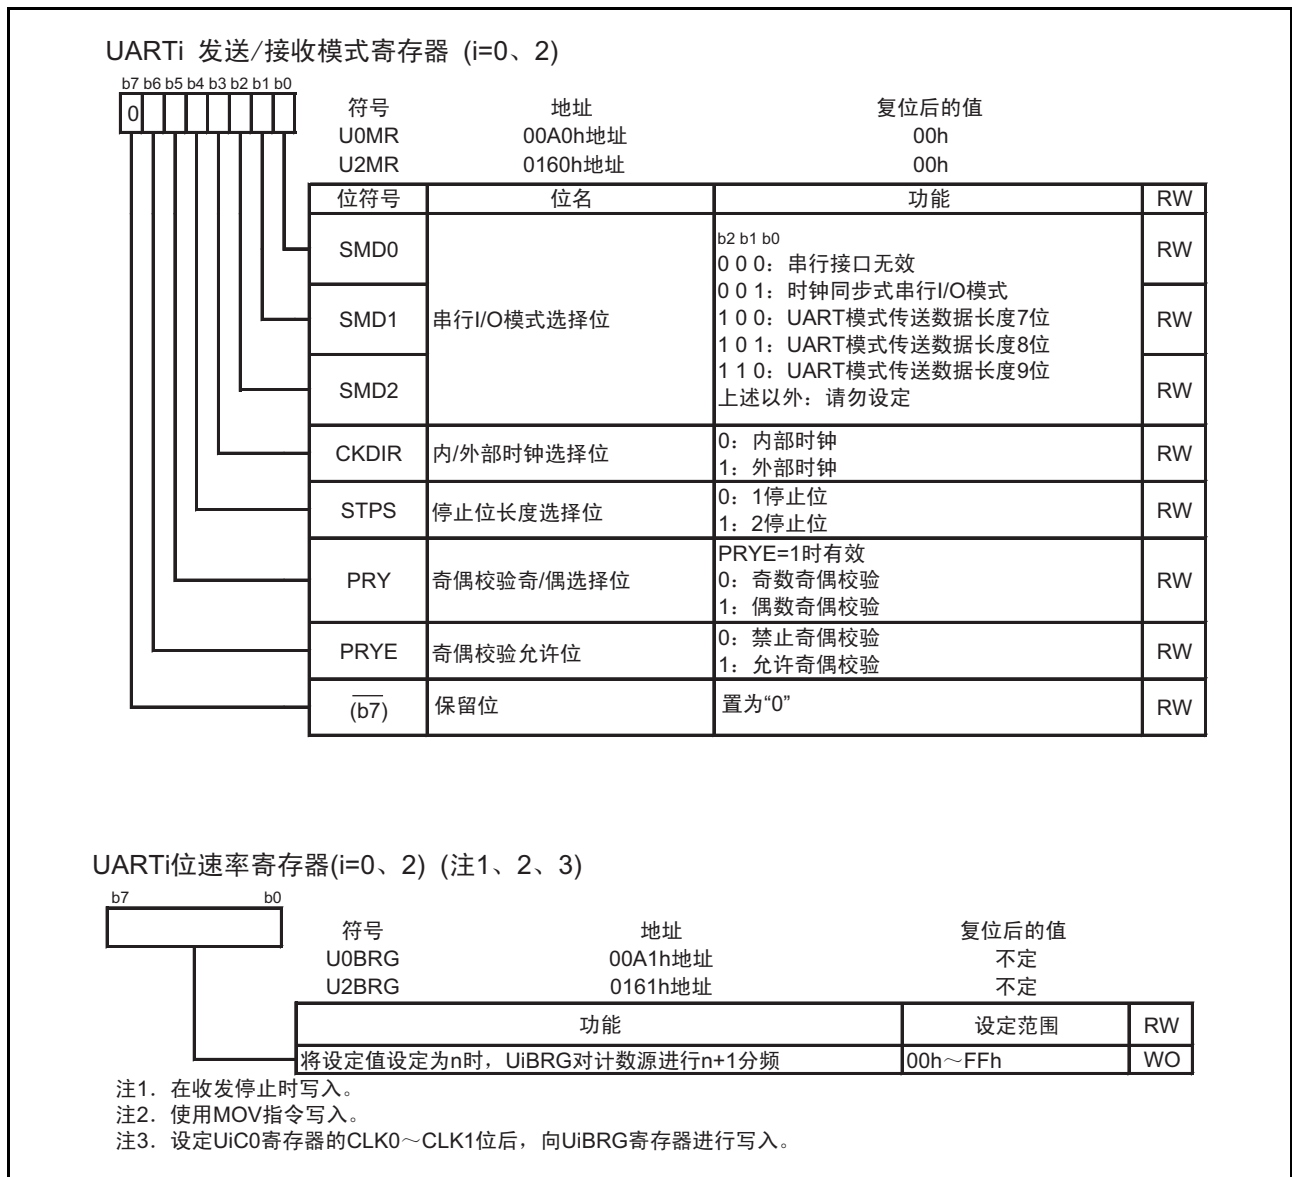 UARTi 发送/接收模式寄存器 (i=0、2)
b7 b6 b5 b4 b3 b2 b1 b0
0
符号 地址 复位后的值
U0MR 00A0h地址 00h
U2MR 0160h地址 00h
位符号 位名 功能 RW
SMD0 RW
SMD1 串行I/O模式选择位 RW
SMD2 RW
b2 b1 b0
0 0 0：串行接口无效
0 0 1：时钟同步式串行I/O模式
1 0 0：UART模式传送数据长度7位
1 0 1：UART模式传送数据长度8位
1 1 0：UART模式传送数据长度9位
上述以外：请勿设定
CKDIR 内/外部时钟选择位 RW
0：内部时钟
1：外部时钟
STPS 停止位长度选择位 RW
0：1停止位
1：2停止位
PRY 奇偶校验奇/偶选择位 RW
PRYE=1时有效
0：奇数奇偶校验
1：偶数奇偶校验
PRYE 奇偶校验允许位 RW
0：禁止奇偶校验
1：允许奇偶校验
(b7) 保留位 置为“0” RW
UARTi位速率寄存器(i=0、2) (注1、2、3)
b7 b0
符号 地址 复位后的值
U0BRG 00A1h地址 不定
U2BRG 0161h地址 不定
功能 设定范围 RW
将设定值设定为n时，UiBRG对计数源进行n+1分频 00h～FFh WO
注1．在收发停止时写入。
注2．使用MOV指令写入。
注3．设定UiC0寄存器的CLK0～CLK1位后，向UiBRG寄存器进行写入。